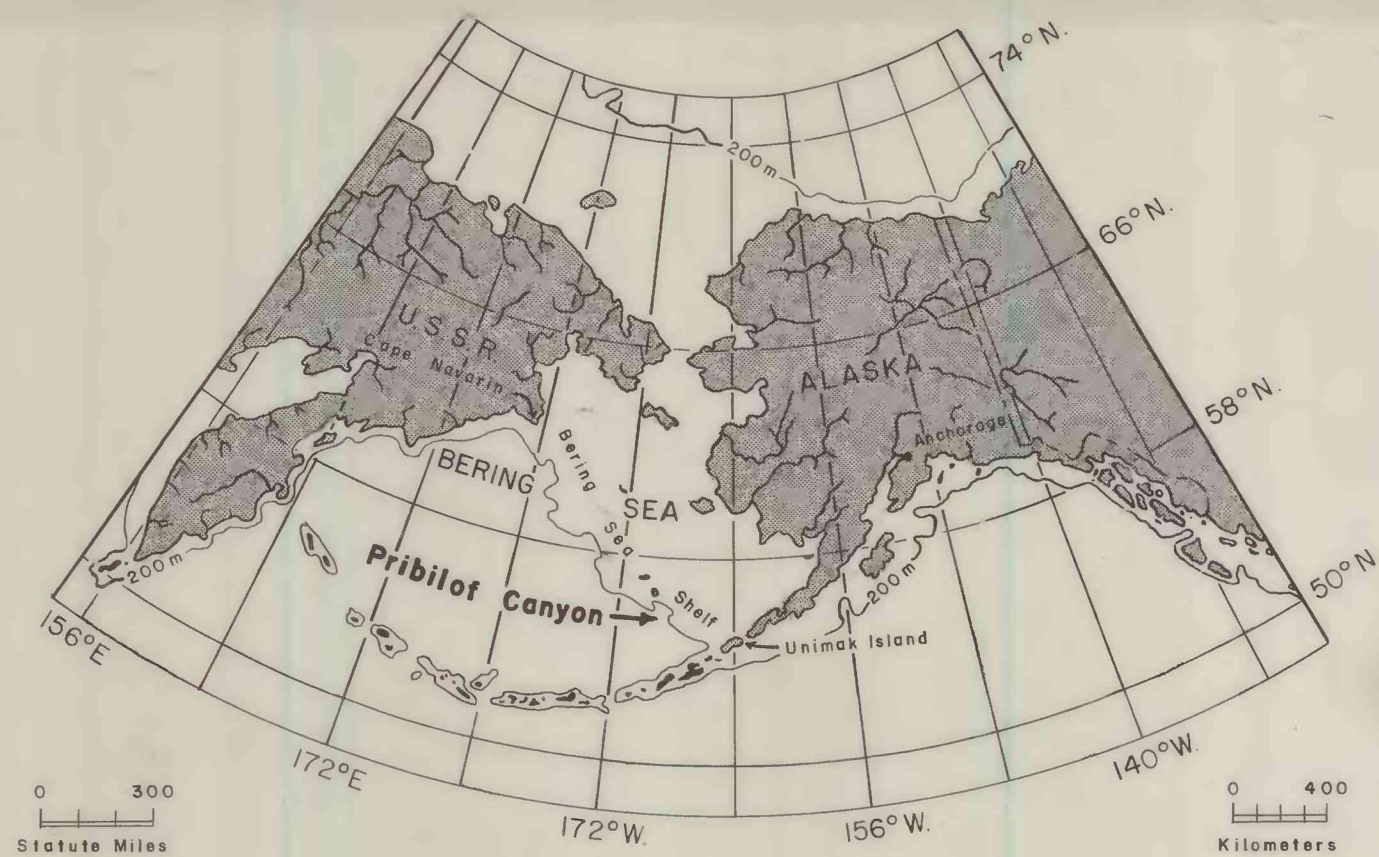 74° N.
200 m
66° N.
U. S. S. R.
Cape Navarin
ALASKA
58° N.
Anchorage
BERING SEA
Bering Sea Shelf
200 m
Pribilof Canyon
200 m
50° N
156° E
Unimak Island
172° E
140° W.
172° W.
156° W.
0 300
Statute Miles
0 400
Kilometers